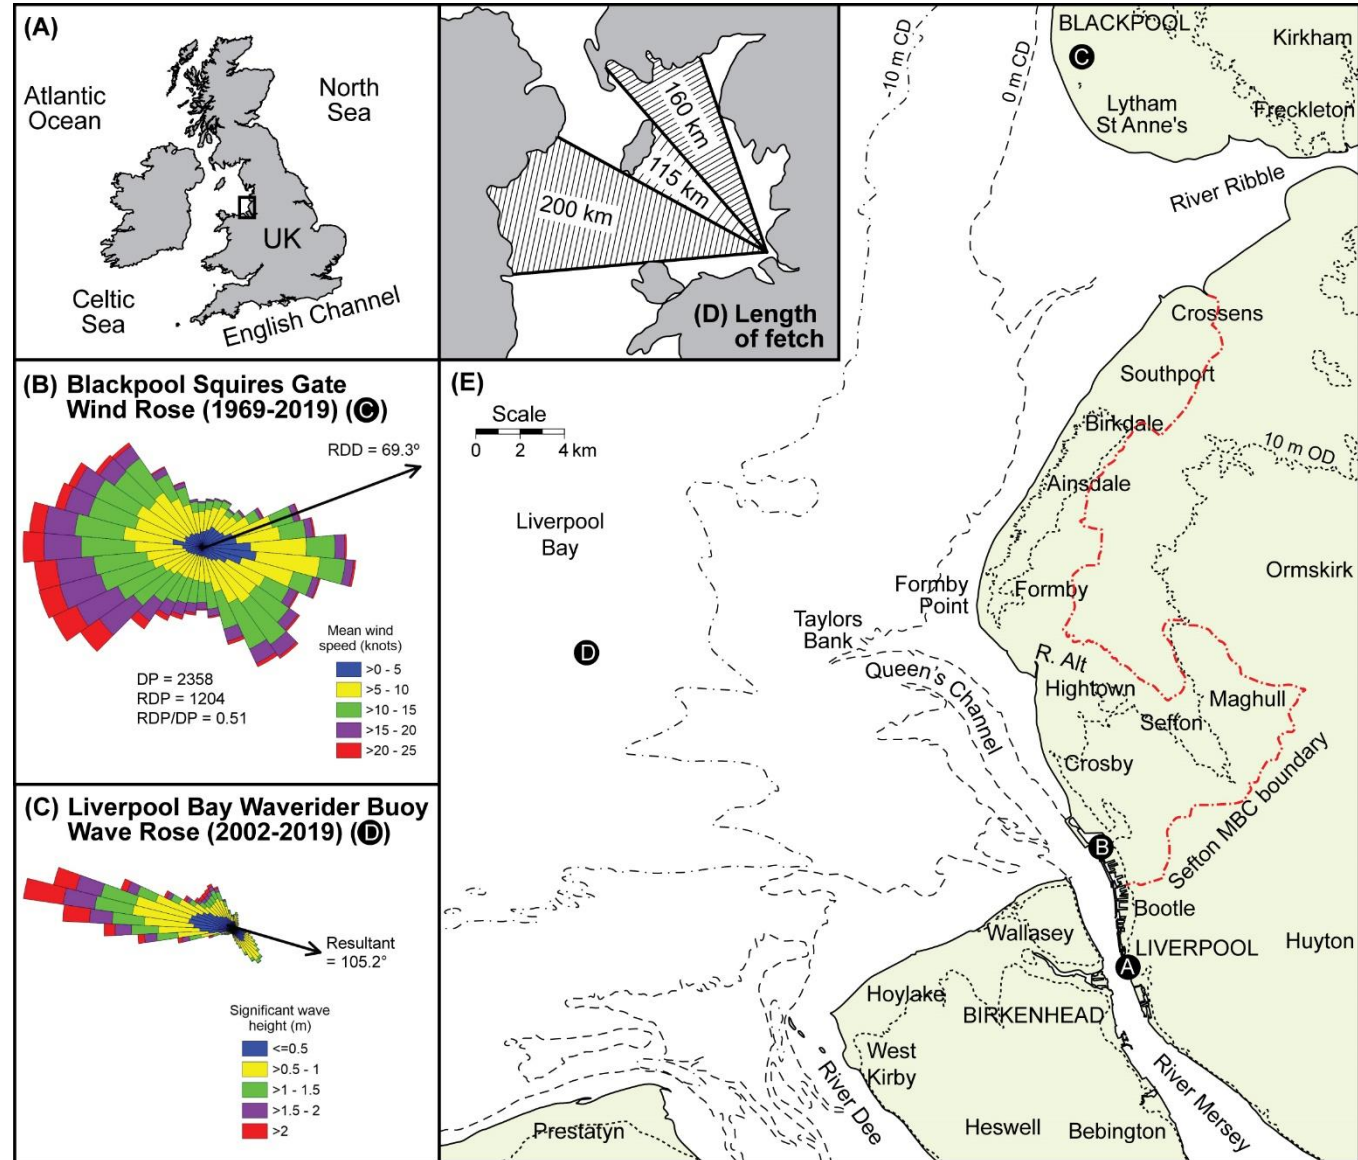 (A)
Atlantic
Ocean
North
Sea
UK
Celtic
Sea
English Channel
160 km
115 km
200 km
(D) Length
of fetch
(B) Blackpool Squires Gate
Wind Rose (1969-2019) (C)
RDD = 69.3°
DP = 2358
RDP = 1204
RDP/DP = 0.51
Mean wind
speed (knots)
>0 - 5
>5 - 10
>10 - 15
>15 - 20
>20 - 25
(C) Liverpool Bay Waverider Buoy
Wave Rose (2002-2019) (D)
Resultant
= 105.2°
Significant wave
height (m)
<=0.5
>0.5 - 1
>1 - 1.5
>1.5 - 2
>2
(E)
Scale
0 2 4 km
-10 m CD
0 m CD
BLACKPOOL
C
Kirkham
Lytham
St Anne's
Freckleton
River Ribble
Crossens
Southport
Birkdale
10 m OD
Ainsdale
Liverpool
Bay
Ormskirk
Formby
Point
Formby
Taylors
Bank
D
Queen's Channel
R. Alt
Hightown
Maghull
Sefton
Crosby
Sefton MBC boundary
B
Bootle
Wallasey
LIVERPOOL
Huyton
A
Hoylake
BIRKENHEAD
West
Kirby
River Dee
River Mersey
Prestatyn
Heswell
Bebington